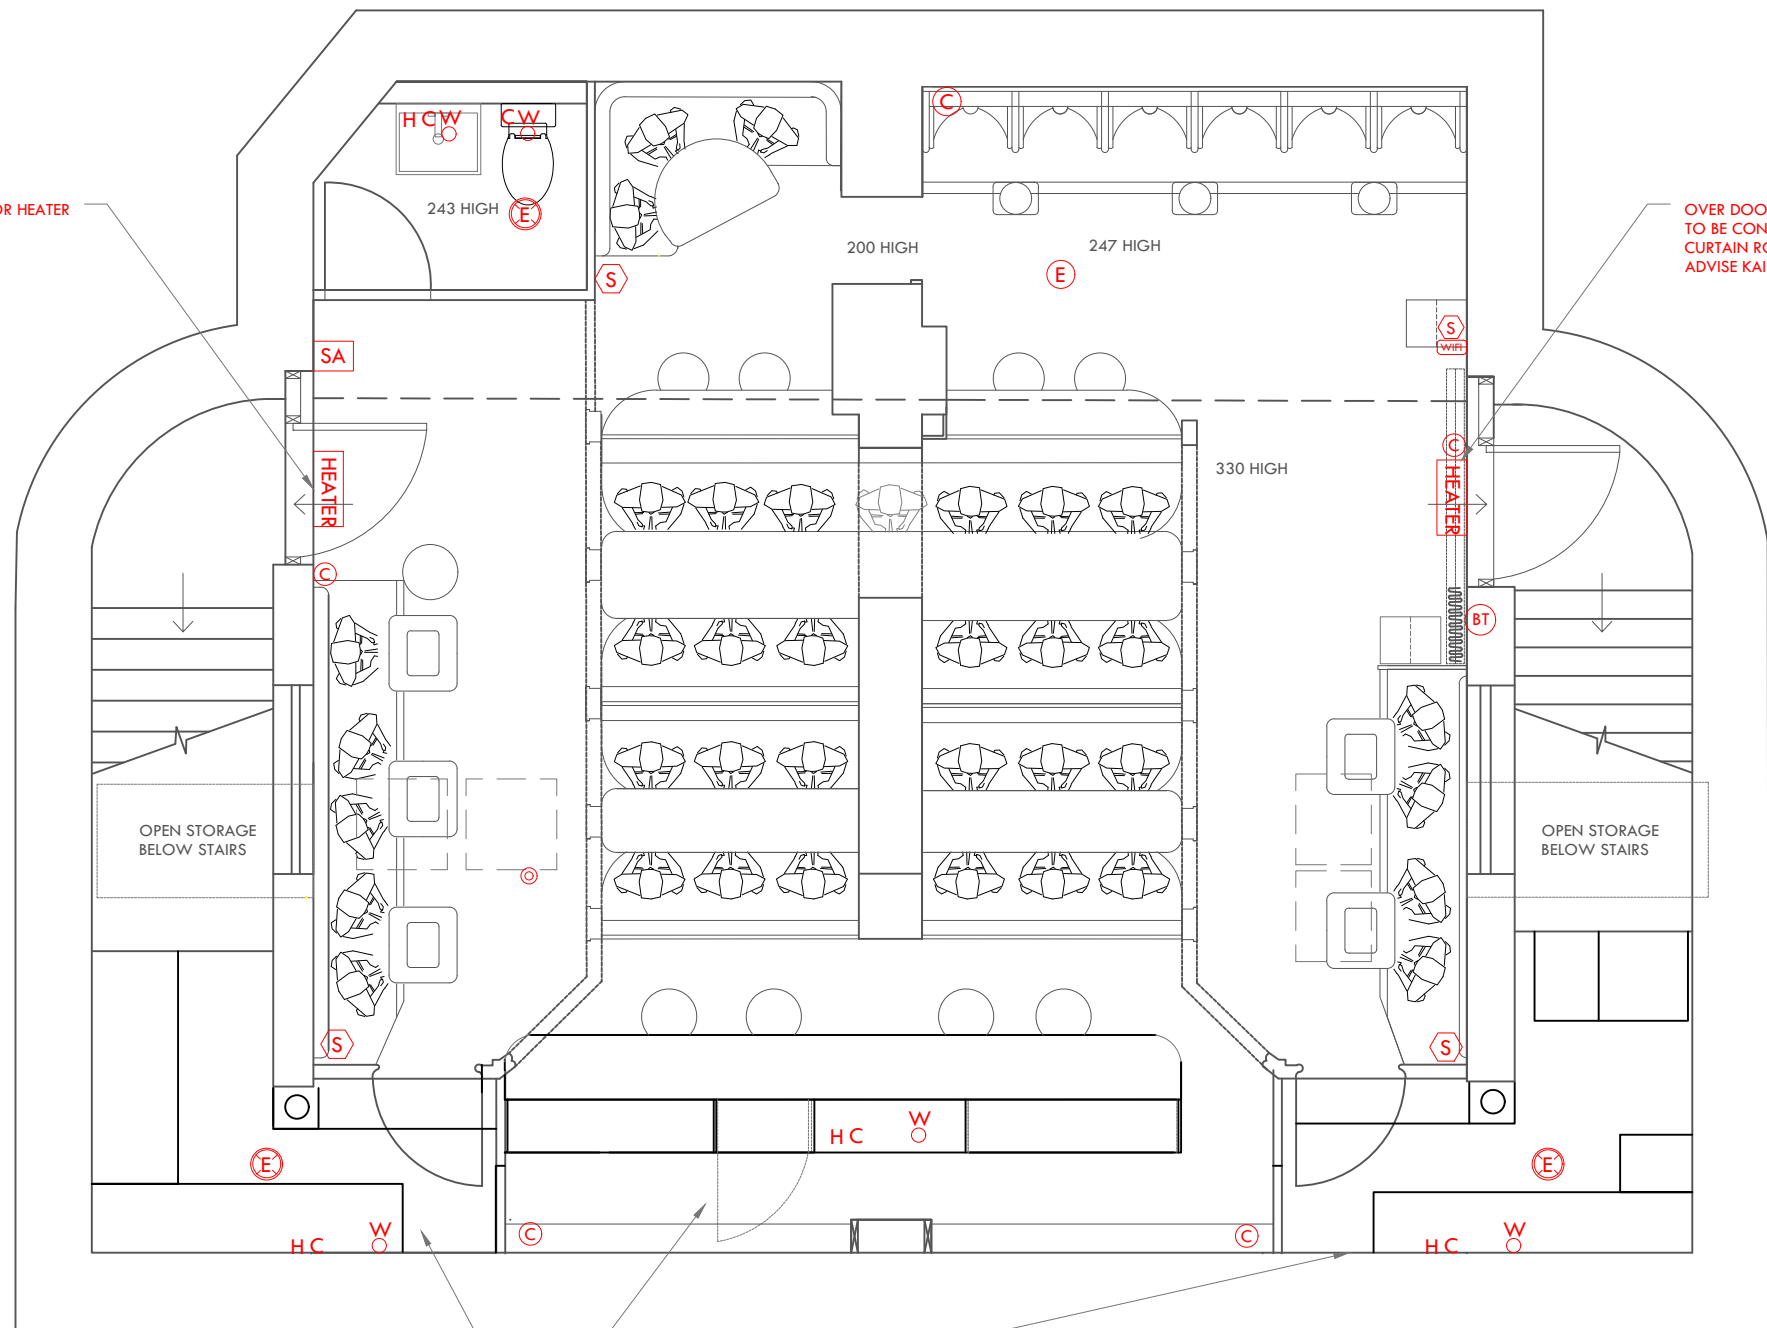 C
H C W
C W
243 HIGH
E
OR HEATER
OVER DOO
TO BE CON
CURTAIN RO
ADVISE KAI
200 HIGH
247 HIGH
S
E
S
WIFI
SA
HEATER
C
HEATER
330 HIGH
C
BT
OPEN STORAGE
BELOW STAIRS
OPEN STORAGE
BELOW STAIRS
S
S
H C
W
E
E
C
C
H C
W
H C
W